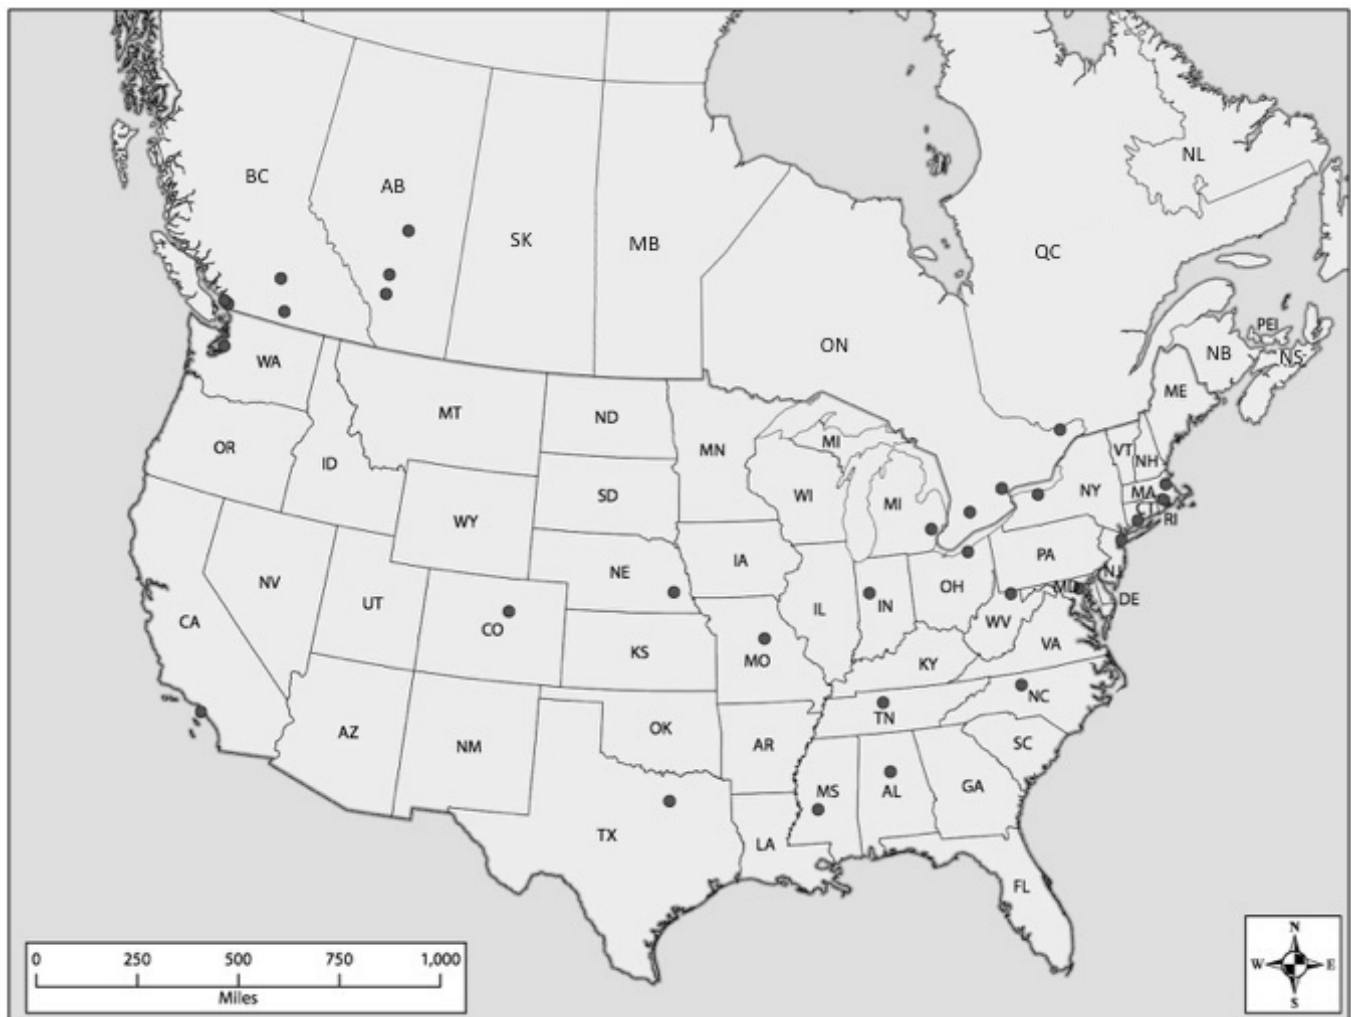 NL
BC
AB
SK
MB
QC
PEI
NB
NS
ON
WA
ME
MT
ND
OR
MN
MI
VT
NH
ID
SD
WI
MI
NY
MA
CT
RI
WY
IA
PA
NE
NV
UT
OH
NJ
MD
DE
CO
IL
IN
WV
CA
KS
MO
KY
VA
NC
AZ
NM
OK
AR
TN
SC
MS
AL
GA
TX
LA
FL
0 250 500 750 1,000
Miles
N
W E
S